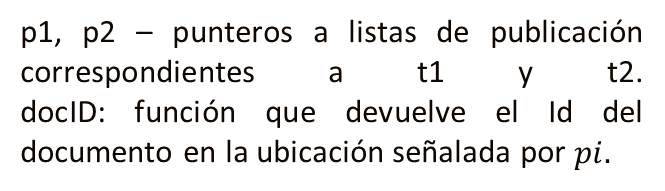 p1, p2 – punteros a listas de publicación
correspondientes a t1 y t2.
docID: función que devuelve el Id del
documento en la ubicación señalada por pi.